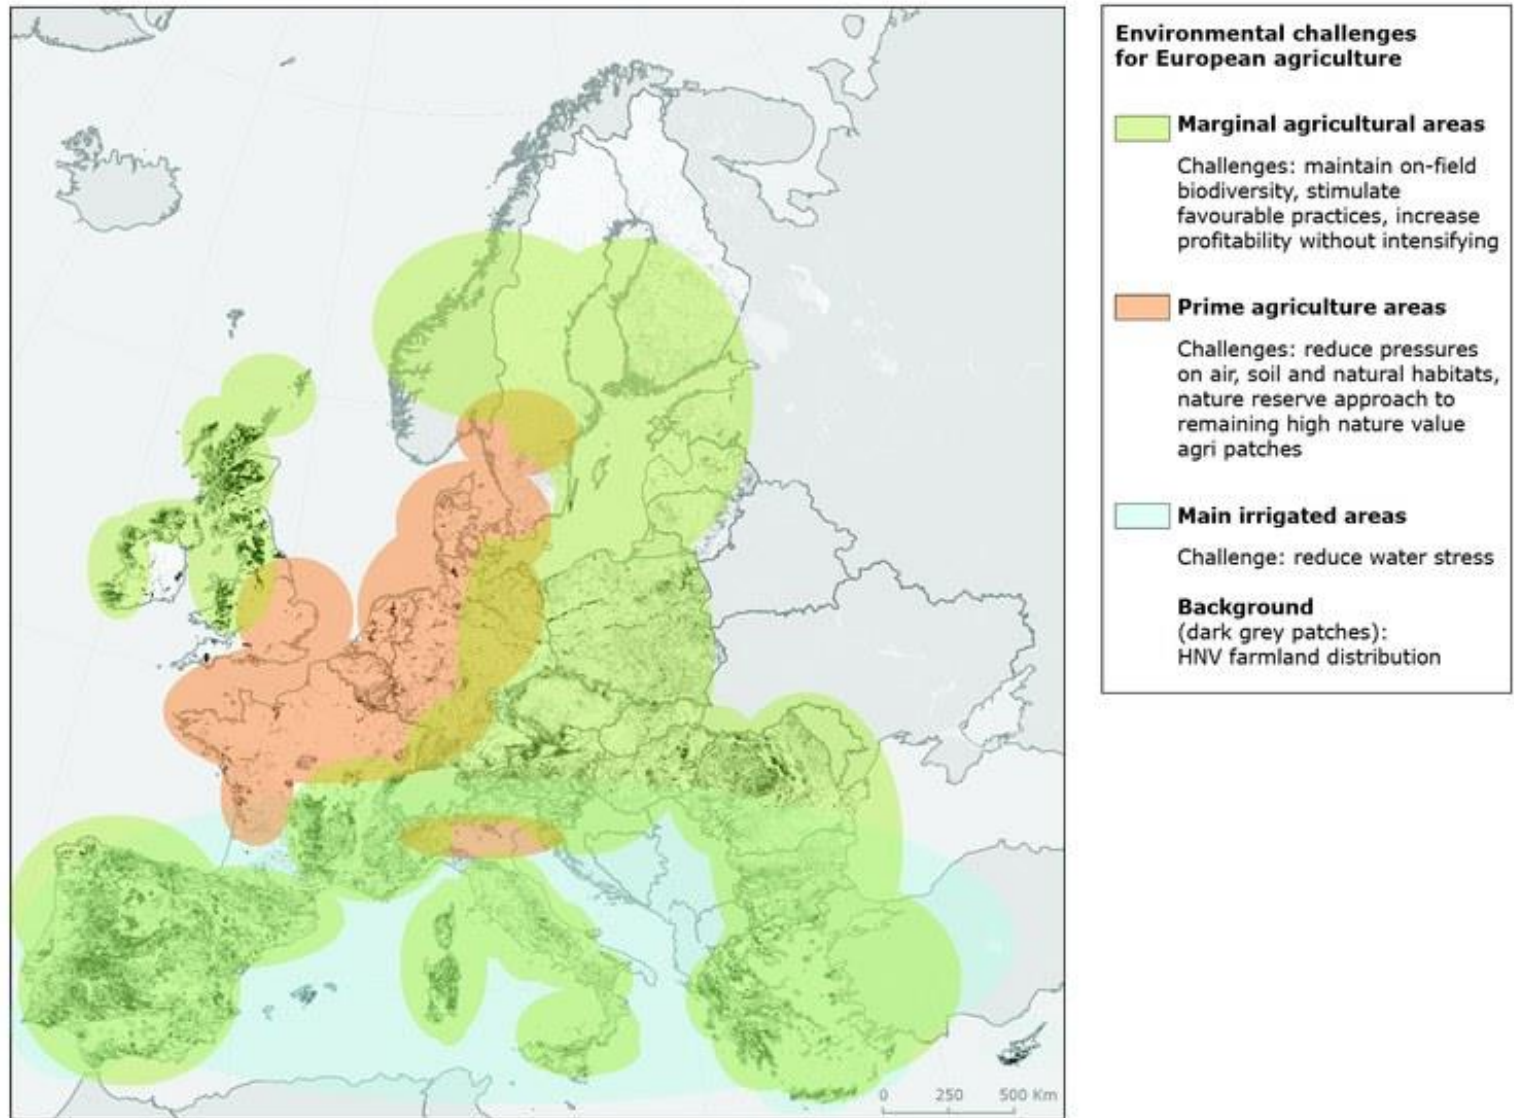 Environmental challenges
for European agriculture
Marginal agricultural areas
Challenges: maintain on-field
biodiversity, stimulate
favourable practices, increase
profitability without intensifying
Prime agriculture areas
Challenges: reduce pressures
on air, soil and natural habitats,
nature reserve approach to
remaining high nature value
agri patches
Main irrigated areas
Challenge: reduce water stress
Background
(dark grey patches):
HNV farmland distribution
0 250 500 Km